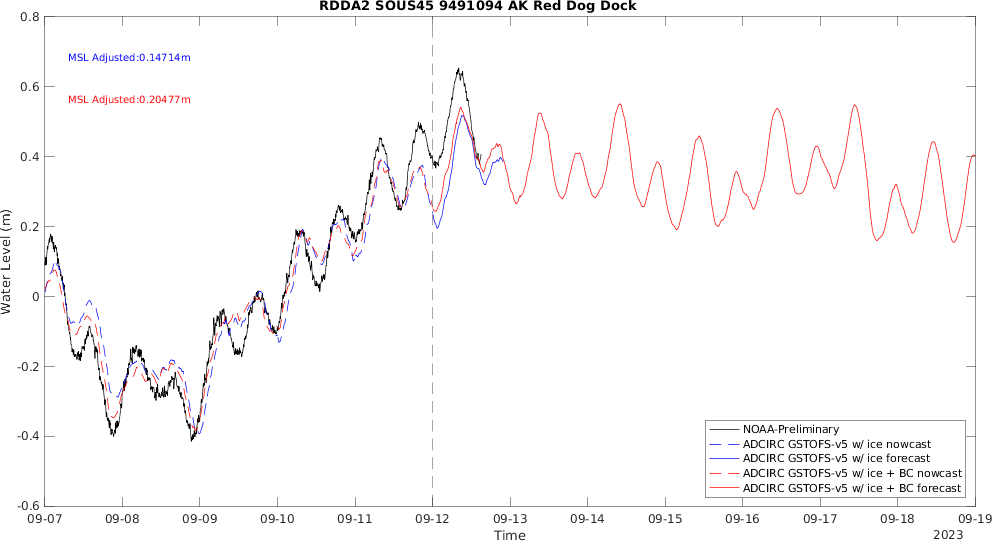 RDDA2 SOUS45 9491094 AK Red Dog Dock
0.8
MSL Adjusted:0.14714m
0.6
MSL Adjusted:0.20477m
0.4
0.2
Water Level (m)
0
-0.2
-0.4
NOAA-Preliminary
ADCIRC GSTOFS-v5 w/ ice nowcast
ADCIRC GSTOFS-v5 w/ ice forecast
ADCIRC GSTOFS-v5 w/ ice + BC nowcast
ADCIRC GSTOFS-v5 w/ ice + BC forecast
-0.6
09-07 09-08 09-09 09-10 09-11 09-12 09-13 09-14 09-15 09-16 09-17 09-18 09-19
Time
2023